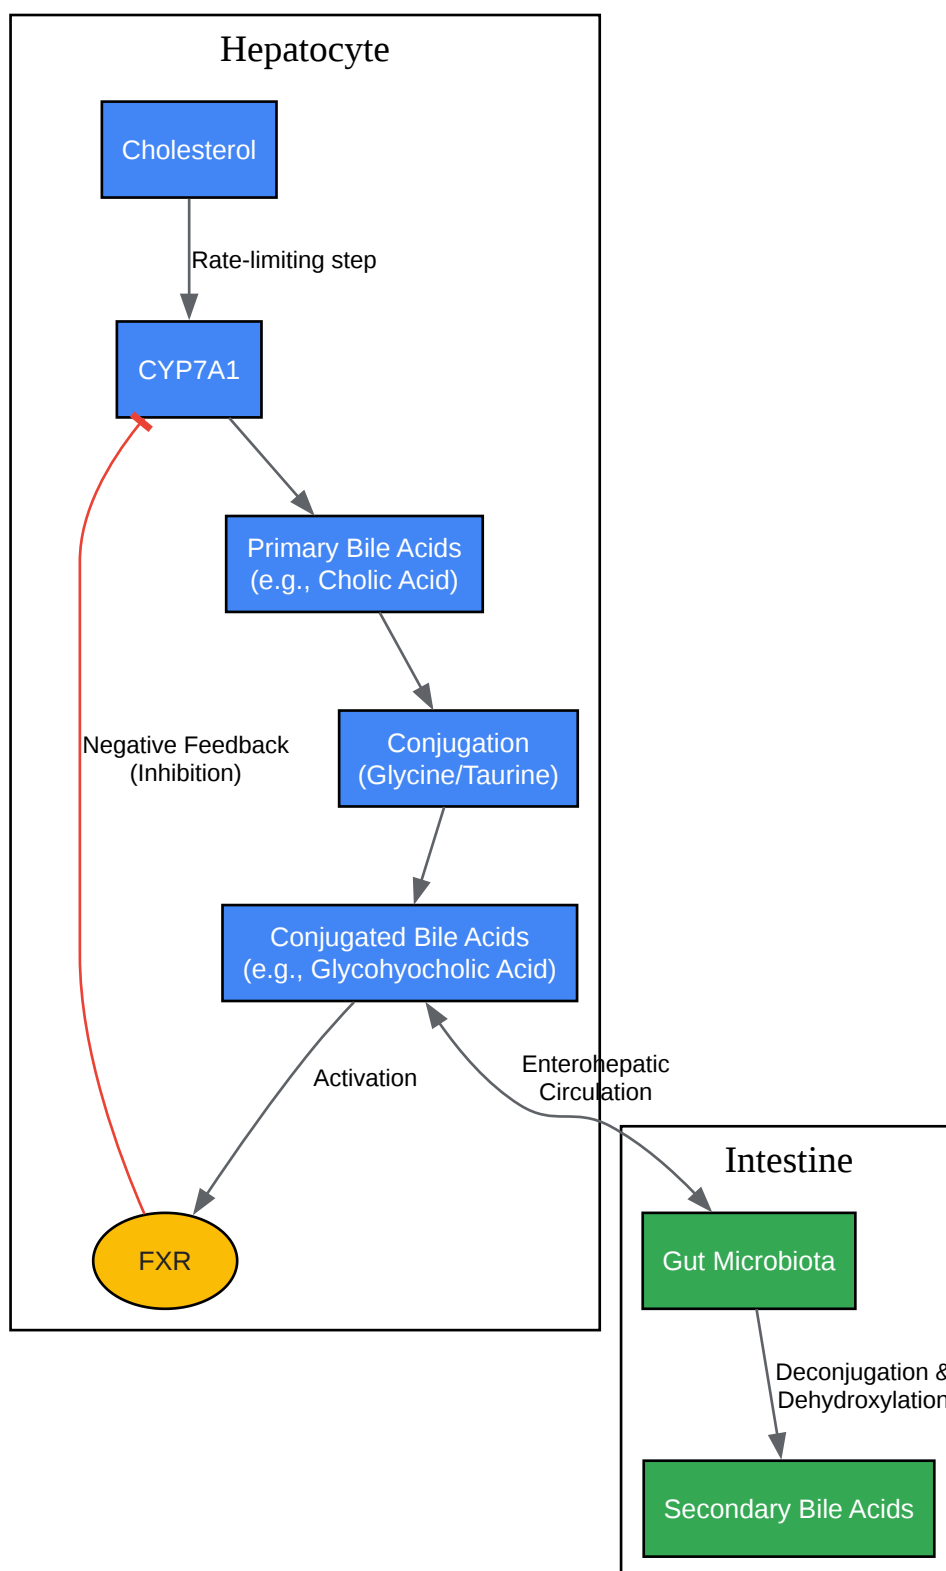 Hepatocyte
Cholesterol
Rate-limiting step
CYP7A1
Primary Bile Acids
(e.g., Cholic Acid)
Conjugation
(Glycine/Taurine)
Negative Feedback
(Inhibition)
Conjugated Bile Acids
(e.g., Glycohyocholic Acid)
Activation
Enterohepatic
Circulation
Intestine
FXR
Gut Microbiota
Deconjugation &
Dehydroxylation
Secondary Bile Acids